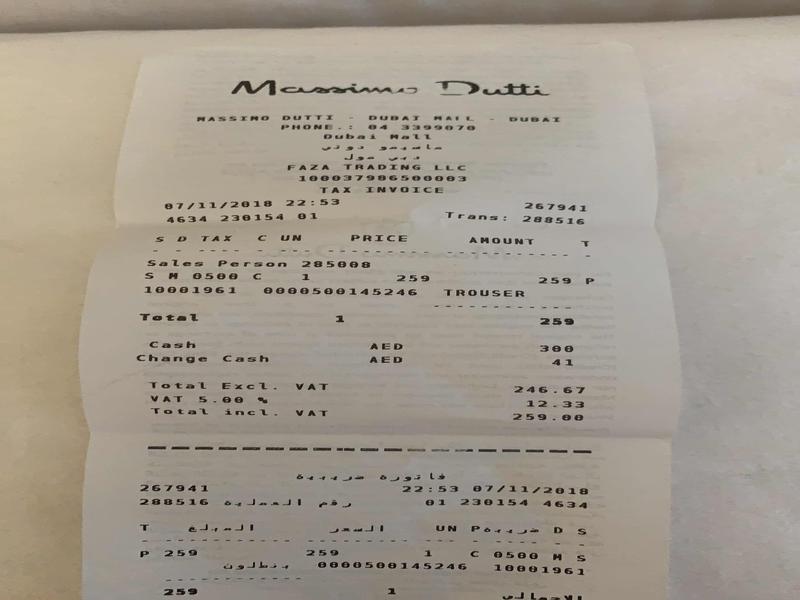 Massimo Dutti
MASSIMO DUTTI - DUBAI MALL - DUBAI
PHONE.: 04 3399070
Dubai Mall
ماسيمو دوتي
دبي مول
FAZA TRADING LLC
100037986500003
TAX INVOICE
07/11/2018 22:53 267941
4634 230154 01 Trans: 288516
S D TAX C UN PRICE AMOUNT T
Sales Person 285008
S M 0500 C 1 259 259 P
10001961 0000500145246 TROUSER
Total 1 259
Cash AED 300
Change Cash AED 41
Total Excl. VAT 246.67
VAT 5.00 % 12.33
Total incl. VAT 259.00
فاتورة ضريبية
267941 22:53 07/11/2018
288516 رقم العملية 01 230154 4634
T المبلغ السعر UN P ضريبة D S
P 259 259 1 C 0500 M S
بنطلون 0000500145246 10001961
259 1 الاجمالي